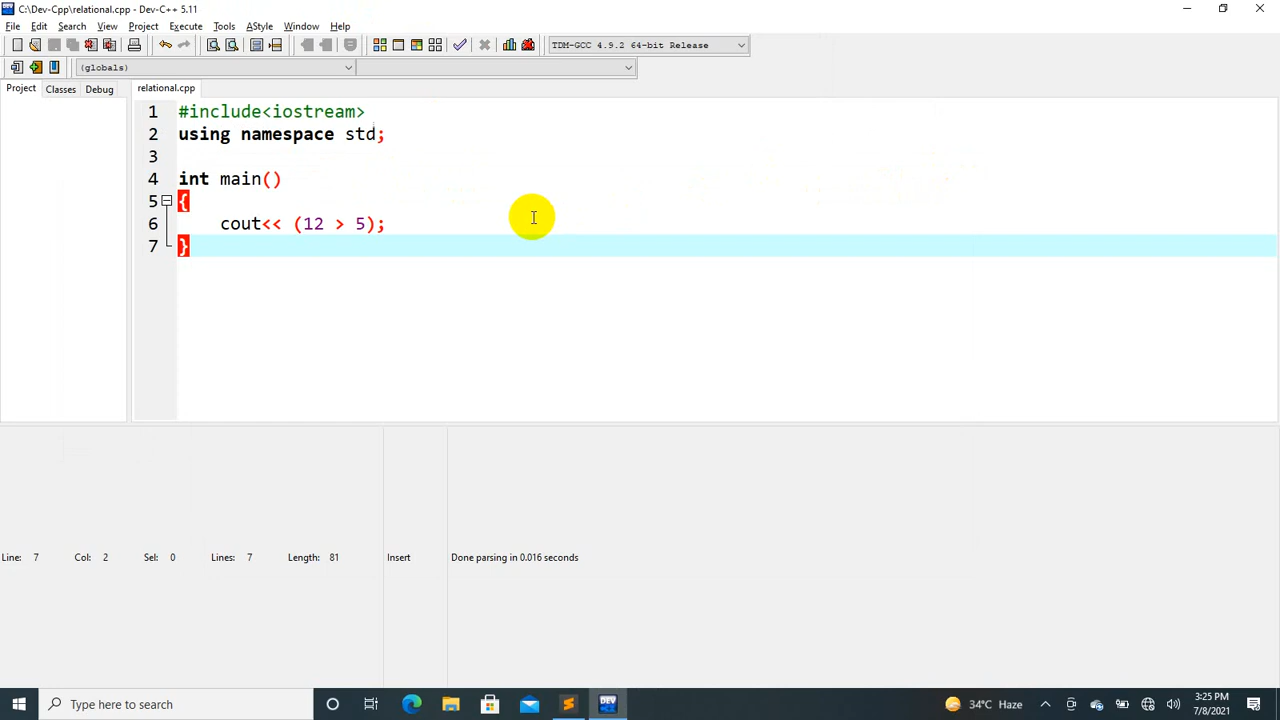 C:\Dev-Cpp\relational.cpp - Dev-C++ 5.11
File Edit Search View Project Execute Tools AStyle Window Help
TDM-GCC 4.9.2 64-bit Release
(globals)
Project Classes Debug
relational.cpp
1 #include<iostream>
2 using namespace std;
3
4 int main()
5 {
6 cout<< (12 > 5);
7 }
Line: 7 Col: 2 Sel: 0 Lines: 7 Length: 81 Insert Done parsing in 0.016 seconds
Type here to search
DEV
34°C Haze
3:25 PM
7/8/2021